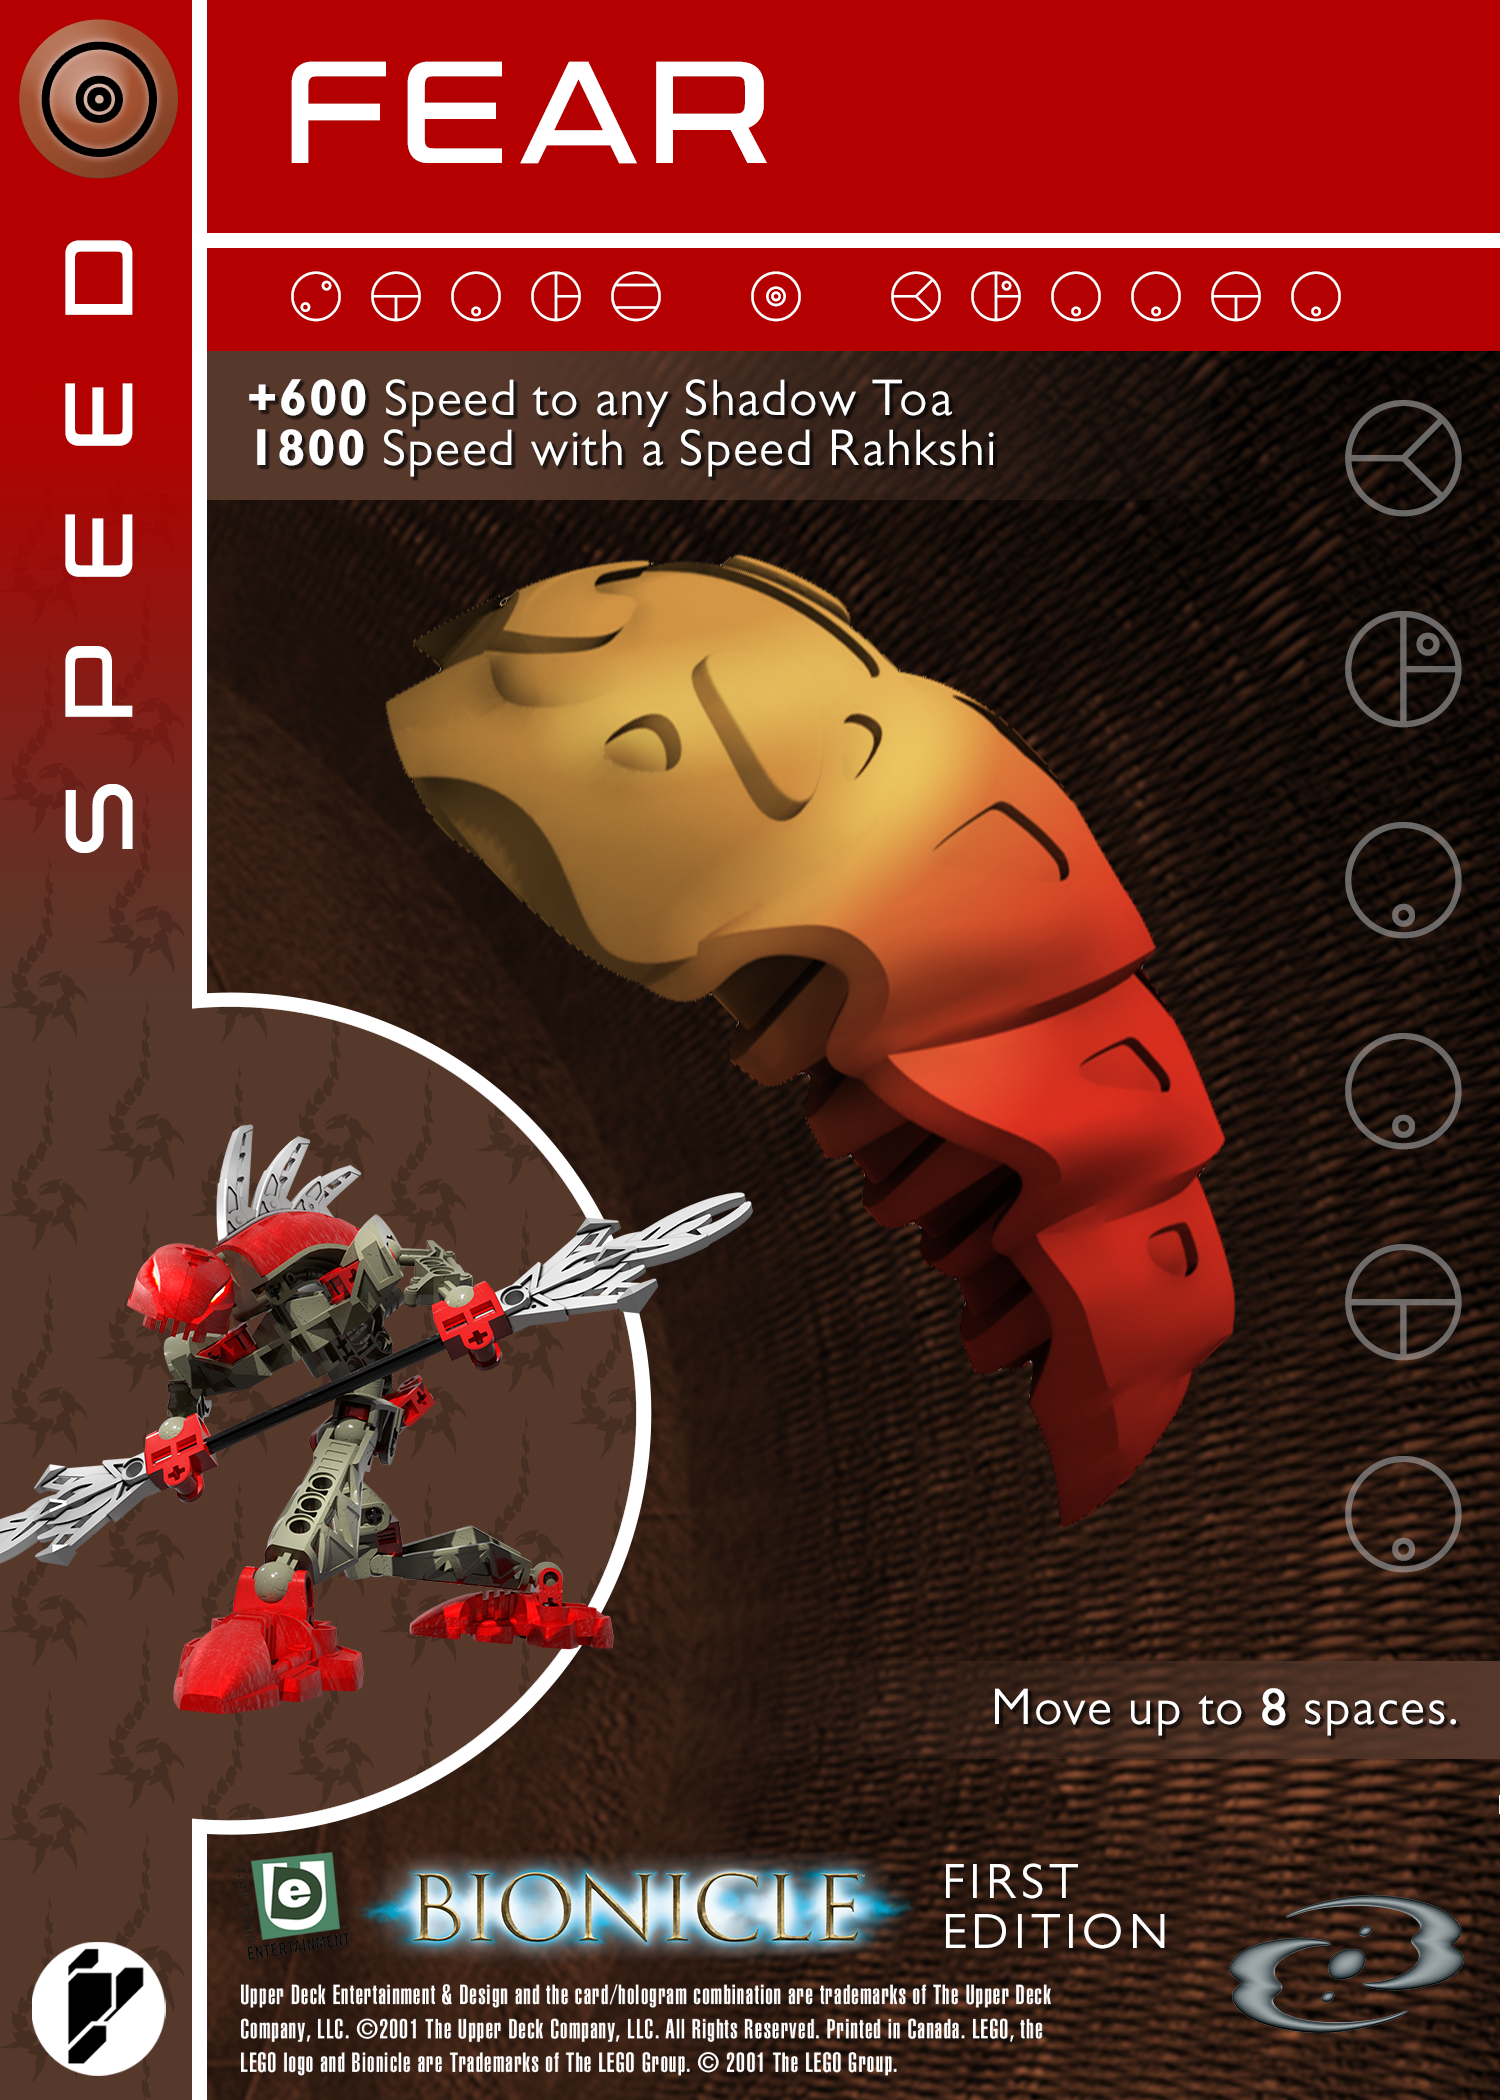 FEAR
SPEED
+600 Speed to any Shadow Toa
1800 Speed with a Speed Rahkshi
Move up to 8 spaces.
e
ENTERTAINMENT
BIONICLE
FIRST
EDITION
Upper Deck Entertainment & Design and the card/hologram combination are trademarks of The Upper Deck
Company, LLC. ©2001 The Upper Deck Company, LLC. All Rights Reserved. Printed in Canada. LEGO, the
LEGO logo and Bionicle are Trademarks of The LEGO Group. © 2001 The LEGO Group.